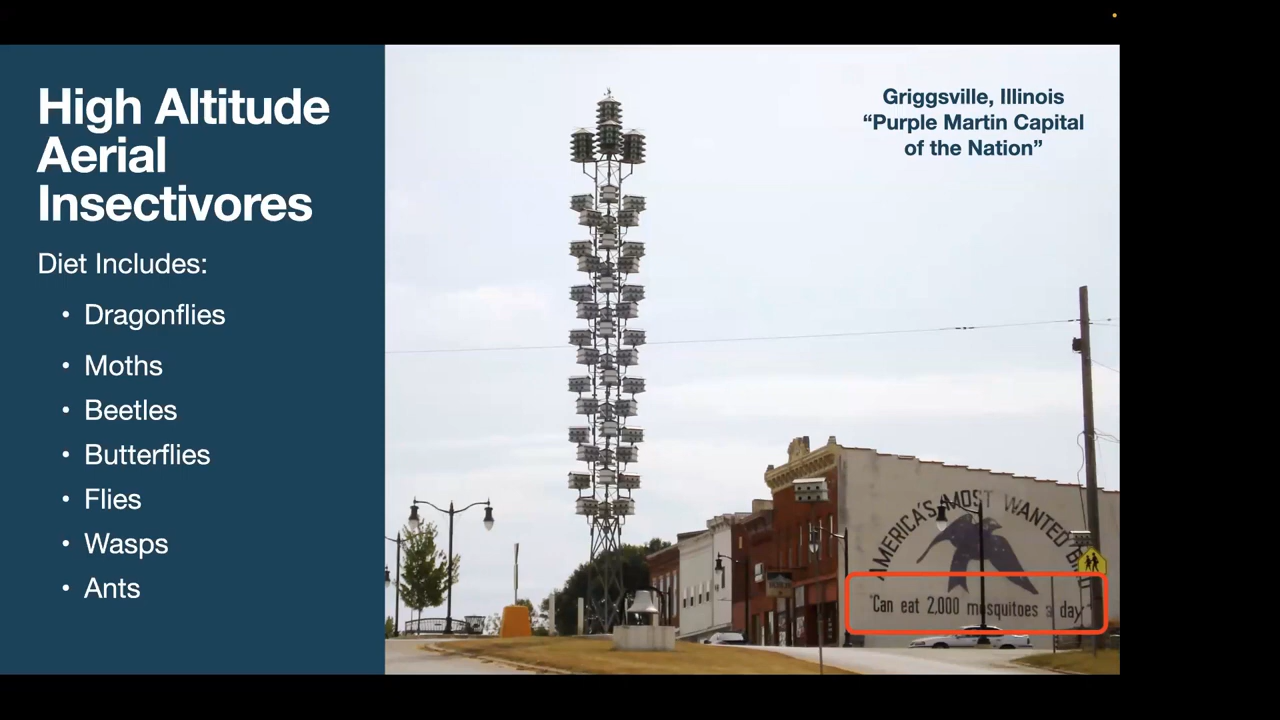 High Altitude
Aerial
Insectivores
Diet Includes:
• Dragonflies
• Moths
• Beetles
• Butterflies
• Flies
• Wasps
• Ants
Griggsville, Illinois
“Purple Martin Capital
of the Nation”
AMERICA'S MOST WANTED
"Can eat 2,000 mosquitoes a day"